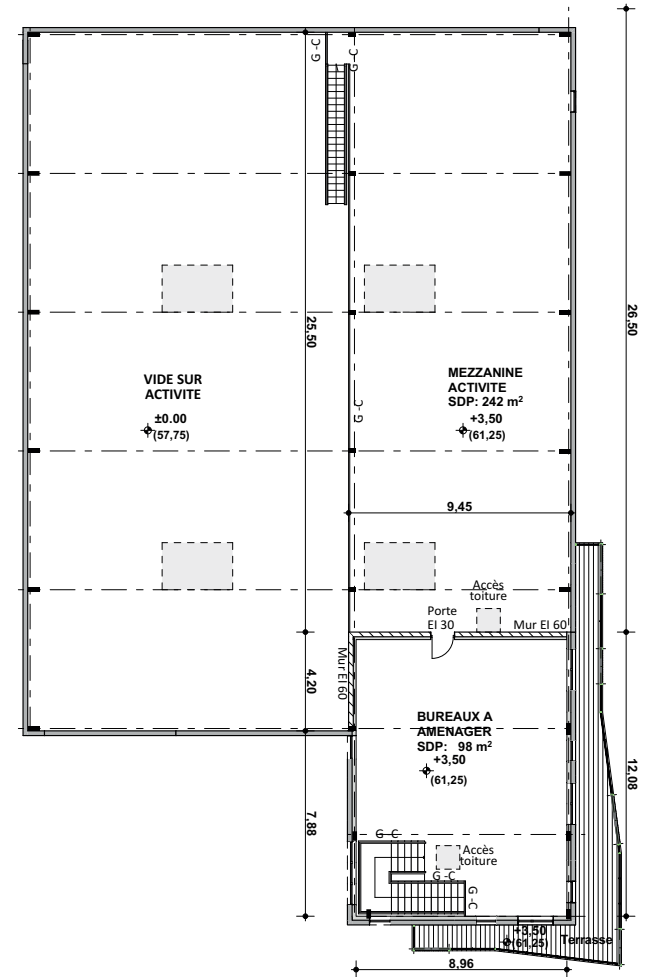 G-C
G-C
26,50
25,50
VIDE SUR
ACTIVITE
±0.00
(57,75)
MEZZANINE
ACTIVITE
SDP: 242 m²
+3,50
(61,25)
G-C
9,45
Accès
toiture
Porte
EI 30
Mur EI 60
Mur EI 60
4,20
BUREAUX A
AMENAGER
SDP: 98 m²
+3,50
(61,25)
12,08
7,88
G-C
Accès
toiture
G-C
G-C
+3,50
(61,25)
Terrasse
8,96